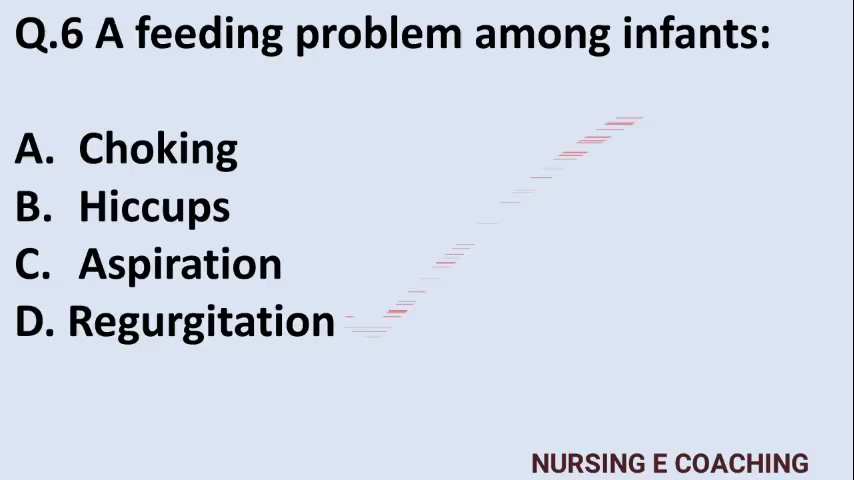 Q.6 A feeding problem among infants:
A. Choking
B. Hiccups
C. Aspiration
D. Regurgitation
NURSING E COACHING